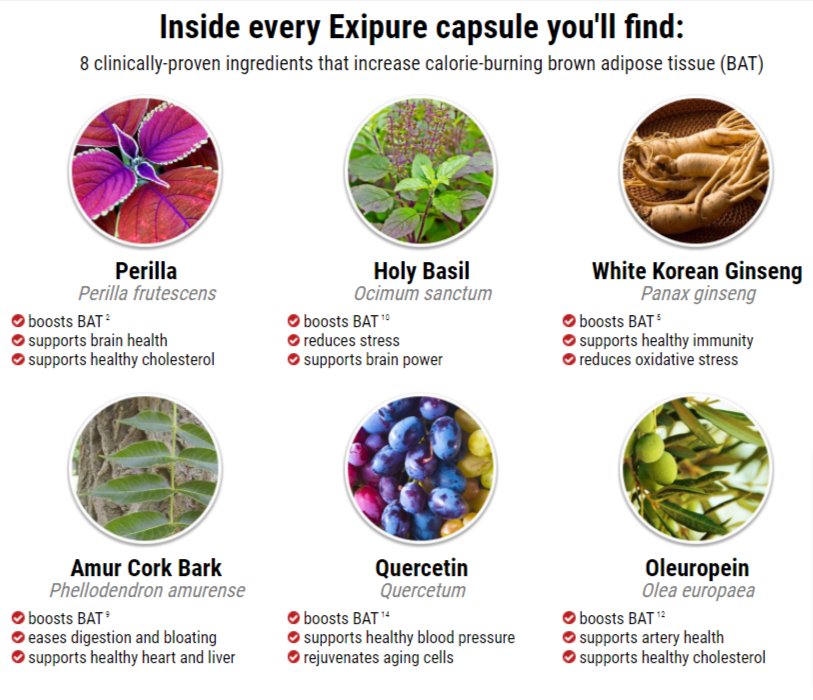 Inside every Exipure capsule you'll find:
8 clinically-proven ingredients that increase calorie-burning brown adipose tissue (BAT)
Perilla
Perilla frutescens
boosts BAT ²
supports brain health
supports healthy cholesterol
Holy Basil
Ocimum sanctum
boosts BAT ¹⁰
reduces stress
supports brain power
White Korean Ginseng
Panax ginseng
boosts BAT ⁵
supports healthy immunity
reduces oxidative stress
Amur Cork Bark
Phellodendron amurense
boosts BAT ⁹
eases digestion and bloating
supports healthy heart and liver
Quercetin
Quercetum
boosts BAT ¹⁴
supports healthy blood pressure
rejuvenates aging cells
Oleuropein
Olea europaea
boosts BAT ¹²
supports artery health
supports healthy cholesterol